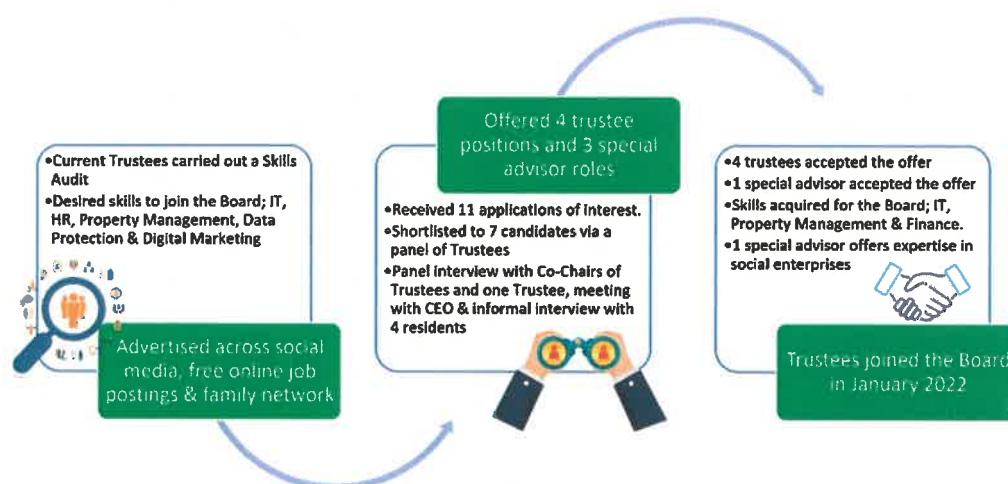 •Current Trustees carried out a Skills
Audit
•Desired skills to join the Board; IT,
HR, Property Management, Data
Protection & Digital Marketing
Advertised across social
media, free online job
postings & family network
Offered 4 trustee
positions and 3 special
advisor roles
•Received 11 applications of interest.
•Shortlisted to 7 candidates via a
panel of Trustees
•Panel interview with Co-Chairs of
Trustees and one Trustee, meeting
with CEO & informal interview with
4 residents
•4 trustees accepted the offer
•1 special advisor accepted the offer
•Skills acquired for the Board; IT,
Property Management & Finance.
•1 special advisor offers expertise in
social enterprises
Trustees joined the Board
in January 2022